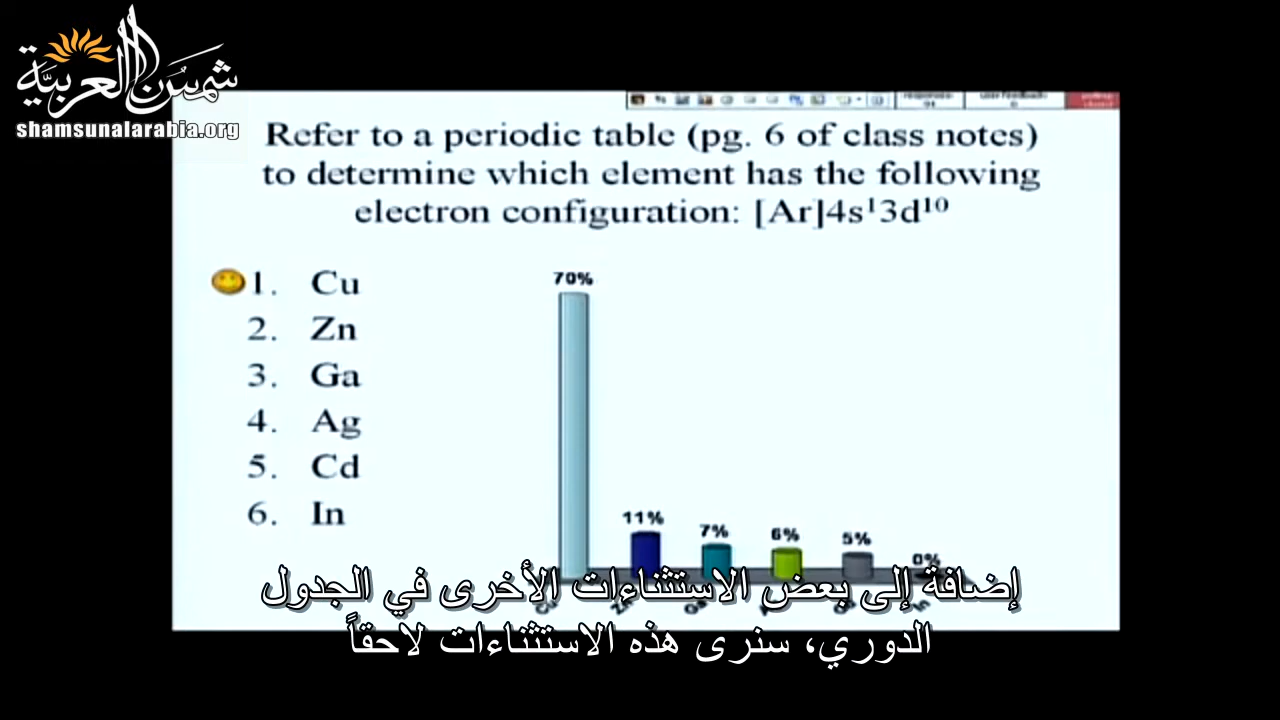 شمس العربية
shamsunalarabia.org
Refer to a periodic table (pg. 6 of class notes)
to determine which element has the following
electron configuration: [Ar]4s¹3d¹⁰
1. Cu
2. Zn
3. Ga
4. Ag
5. Cd
6. In
70%
11%
7%
6%
5%
0%
إضافة إلى بعض الاستثناءات الأخرى في الجدول
الدوري، سنرى هذه الاستثناءات لاحقاً